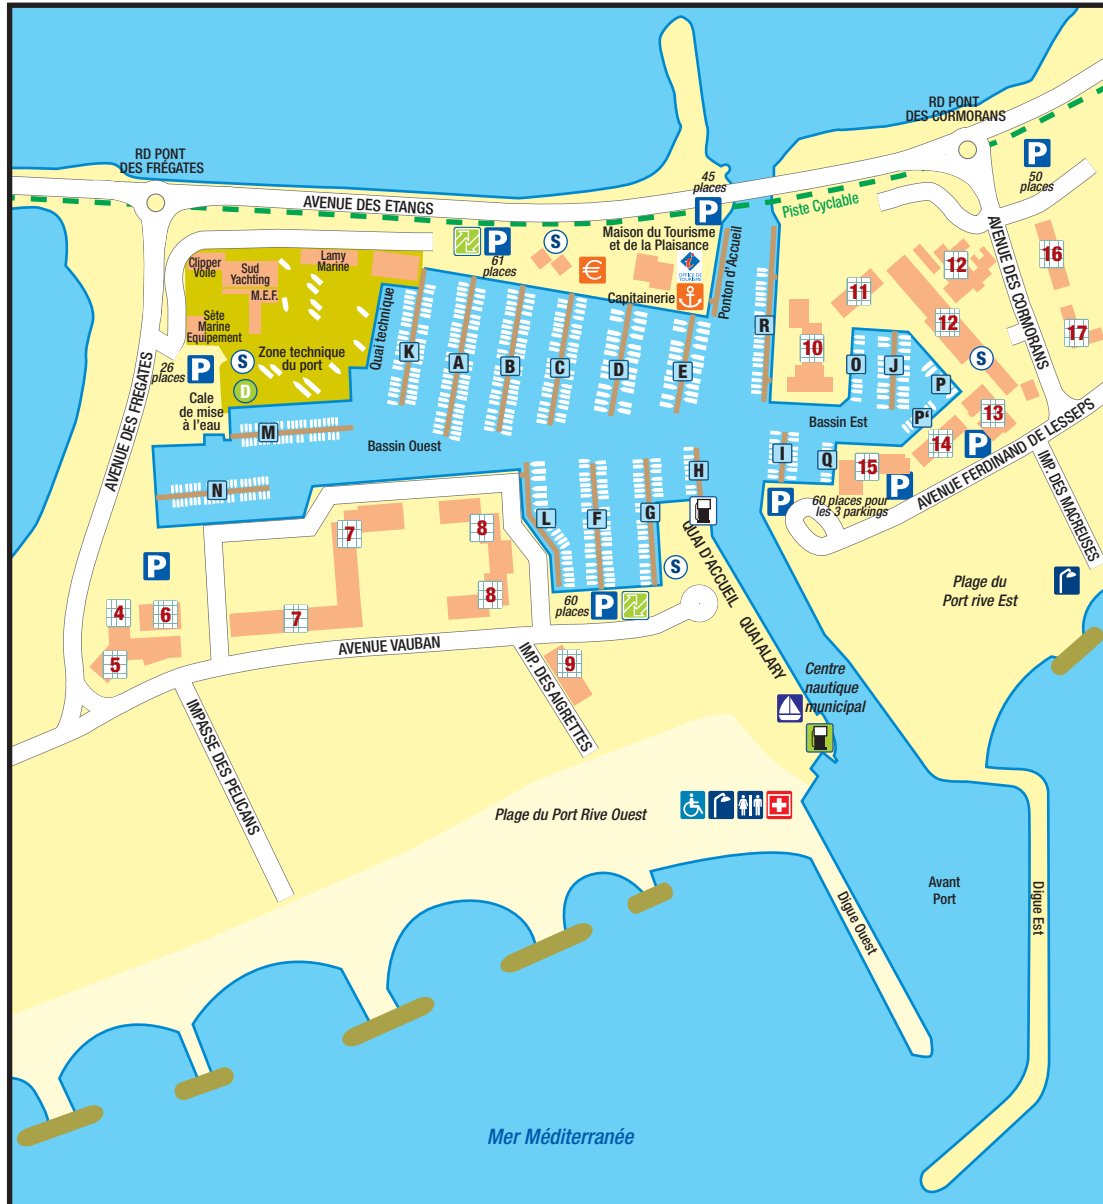 RD PONT
DES CORMORANS
RD PONT
DES FRÉGATES
P
50
places
45
places
P
AVENUE DES ETANGS
Piste Cyclable
Maison du Tourisme
et de la Plaisance
S
P
61
places
€
i
OFFICE DE
TOURISME
Capitainerie
Ponton d'Accueil
AVENUE DES CORMORANS
Clipper
Voile
Sud
Yachting
Lamy
Marine
M.E.F.
Sète
Marine
Equipement
Zone technique
du port
Quai technique
S
D
26
places
P
Cale
de mise
à l'eau
AVENUE DES FREGATES
K
A
B
C
D
E
R
10
11
12
12
16
17
O
J
P
P‘
S
13
14
15
M
N
Bassin Ouest
Bassin Est
H
I
Q
L
F
G
P
P
P
60 places pour
les 3 parkings
AVENUE FERDINAND DE LESSEPS
IMP. DES MACREUSES
7
8
8
7
S
QUAI D'ACCUEIL
QUAI ALARY
P
4
6
5
60
places
P
AVENUE VAUBAN
IMP. DES AIGRETTES
9
IMPASSE DES PELICANS
Plage du
Port rive Est
Centre
nautique
municipal
Plage du Port Rive Ouest
Avant
Port
Digue Ouest
Digue Est
Mer Méditerranée